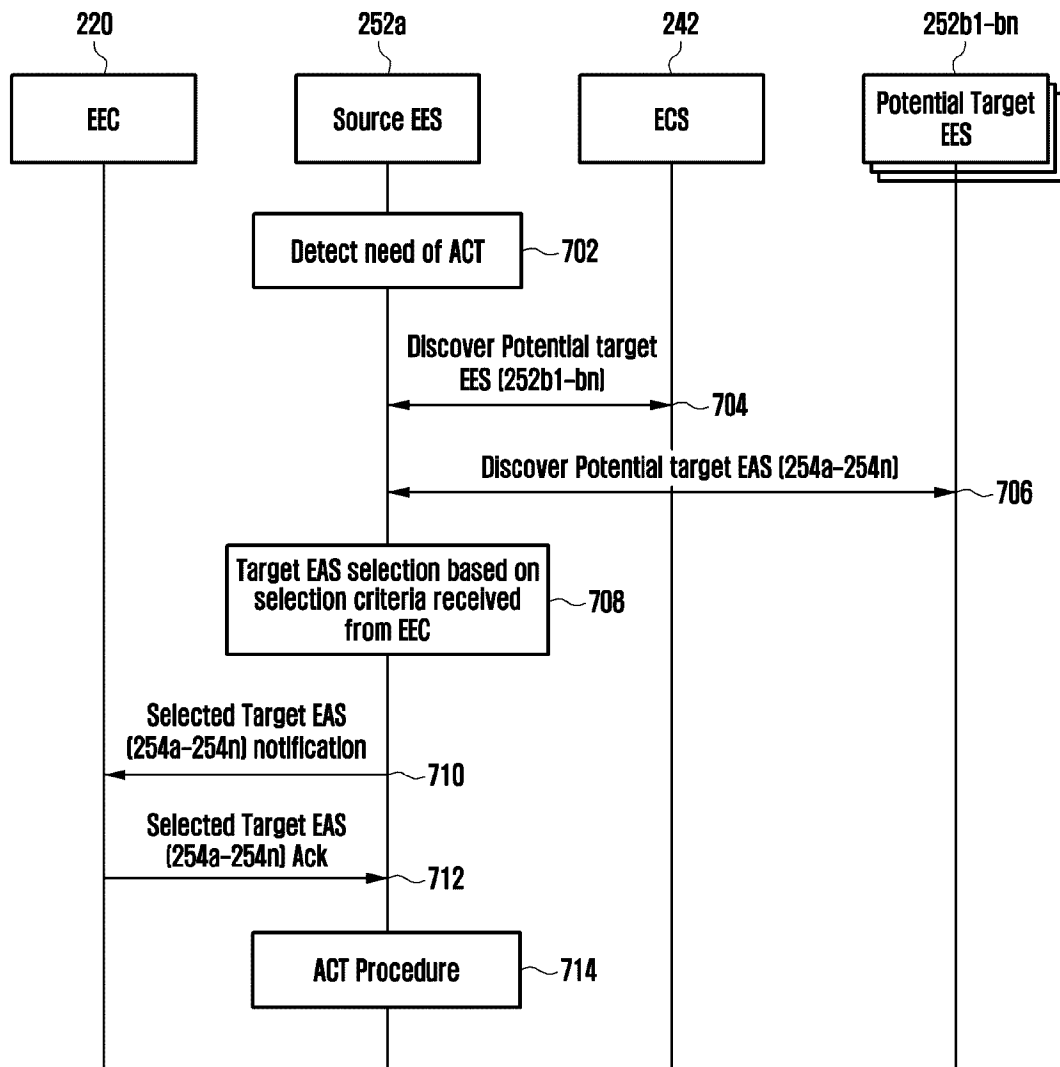 220
252a
242
252b1-bn
EEC
Source EES
ECS
Potential Target
EES
Detect need of ACT
702
Discover Potential target
EES (252b1-bn)
704
Discover Potential target EAS (254a-254n)
706
Target EAS selection based on
selection criteria received
from EEC
708
Selected Target EAS
(254a-254n) notification
710
Selected Target EAS
(254a-254n) Ack
712
ACT Procedure
714